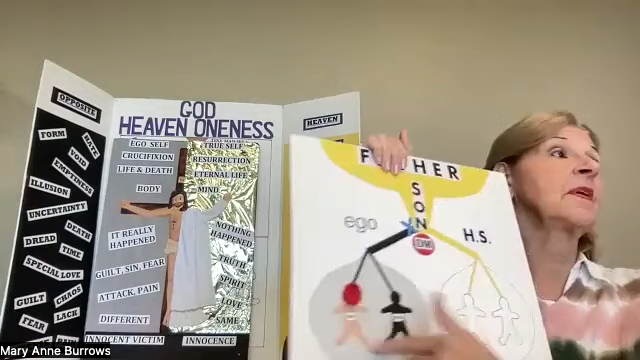 OPPOSITE
FORM
HATE
VOID
EMPTINESS
ILLUSION
UNCERTAINTY
DEATH
DREAD
TIME
SPECIAL LOVE
GUILT
CHAOS
LACK
FEAR
GOD
HEAVEN ONENESS
EGO SELF
CRUCIFIXION
LIFE & DEATH
BODY
IT REALLY
HAPPENED
GUILT, SIN, FEAR
ATTACK, PAIN
DIFFERENT
INNOCENT VICTIM
TRUE SELF
RESURRECTION
ETERNAL LIFE
MIND
NOTHING
HAPPENED
TRUTH
SPIRIT
LOVE
SAME
INNOCENCE
HEAVEN
SON
ego
H.S.
Mary Anne Burrows